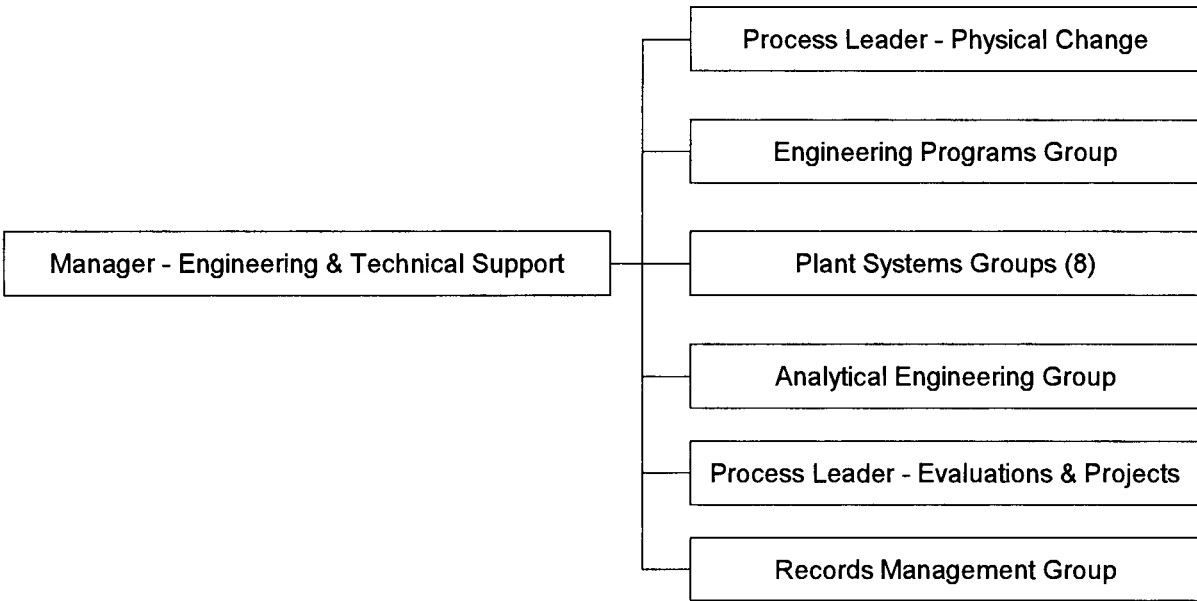 Process Leader - Physical Change
Engineering Programs Group
Manager - Engineering & Technical Support
Plant Systems Groups (8)
Analytical Engineering Group
Process Leader - Evaluations & Projects
Records Management Group